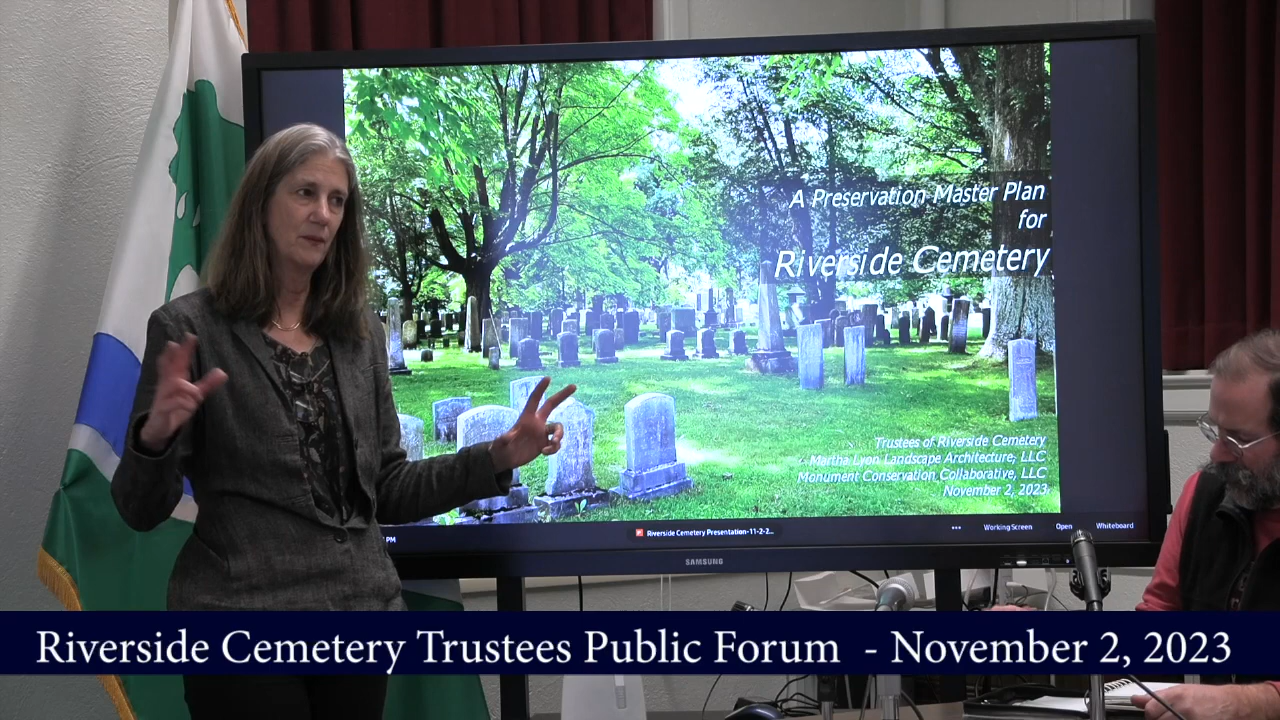 A Preservation Master Plan
for
Riverside Cemetery
Trustees of Riverside Cemetery
Martha Lyon Landscape Architecture, LLC
Monument Conservation Collaborative, LLC
November 2, 2023
PM
Riverside Cemetery Presentation-11-2-2...
Working Screen
Open
Whiteboard
SAMSUNG
Riverside Cemetery Trustees Public Forum - November 2, 2023